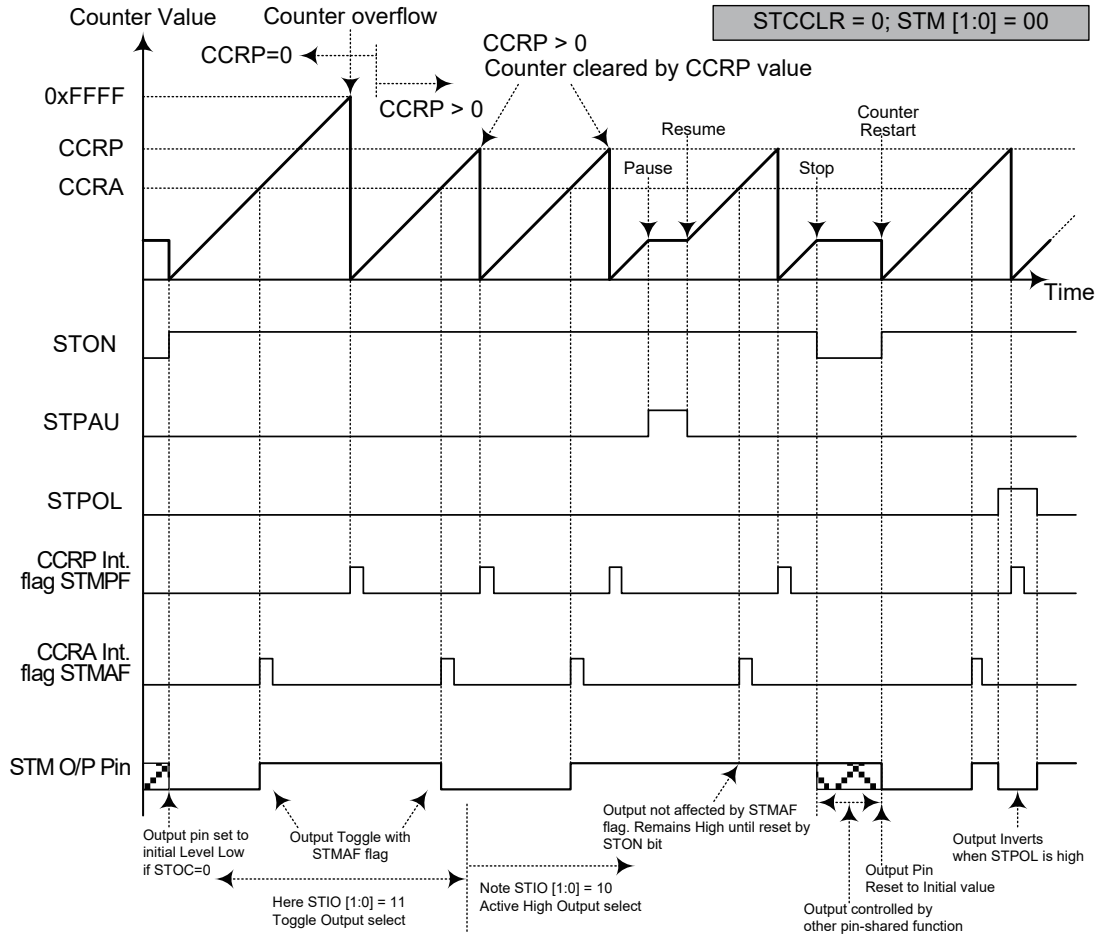 Counter Value
Counter overflow
STCCLR = 0; STM [1:0] = 00
CCRP=0
CCRP > 0
CCRP > 0
Counter cleared by CCRP value
0xFFFF
CCRP
CCRA
Pause
Resume
Stop
Counter
Restart
Time
STON
STPAU
STPOL
CCRP Int.
flag STMPF
CCRA Int.
flag STMAF
STM O/P Pin
Output pin set to
initial Level Low
if STOC=0
Output Toggle with
STMAF flag
Output not affected by STMAF
flag. Remains High until reset by
STON bit
Output Inverts
when STPOL is high
Output Pin
Reset to Initial value
Here STIO [1:0] = 11
Toggle Output select
Note STIO [1:0] = 10
Active High Output select
Output controlled by
other pin-shared function